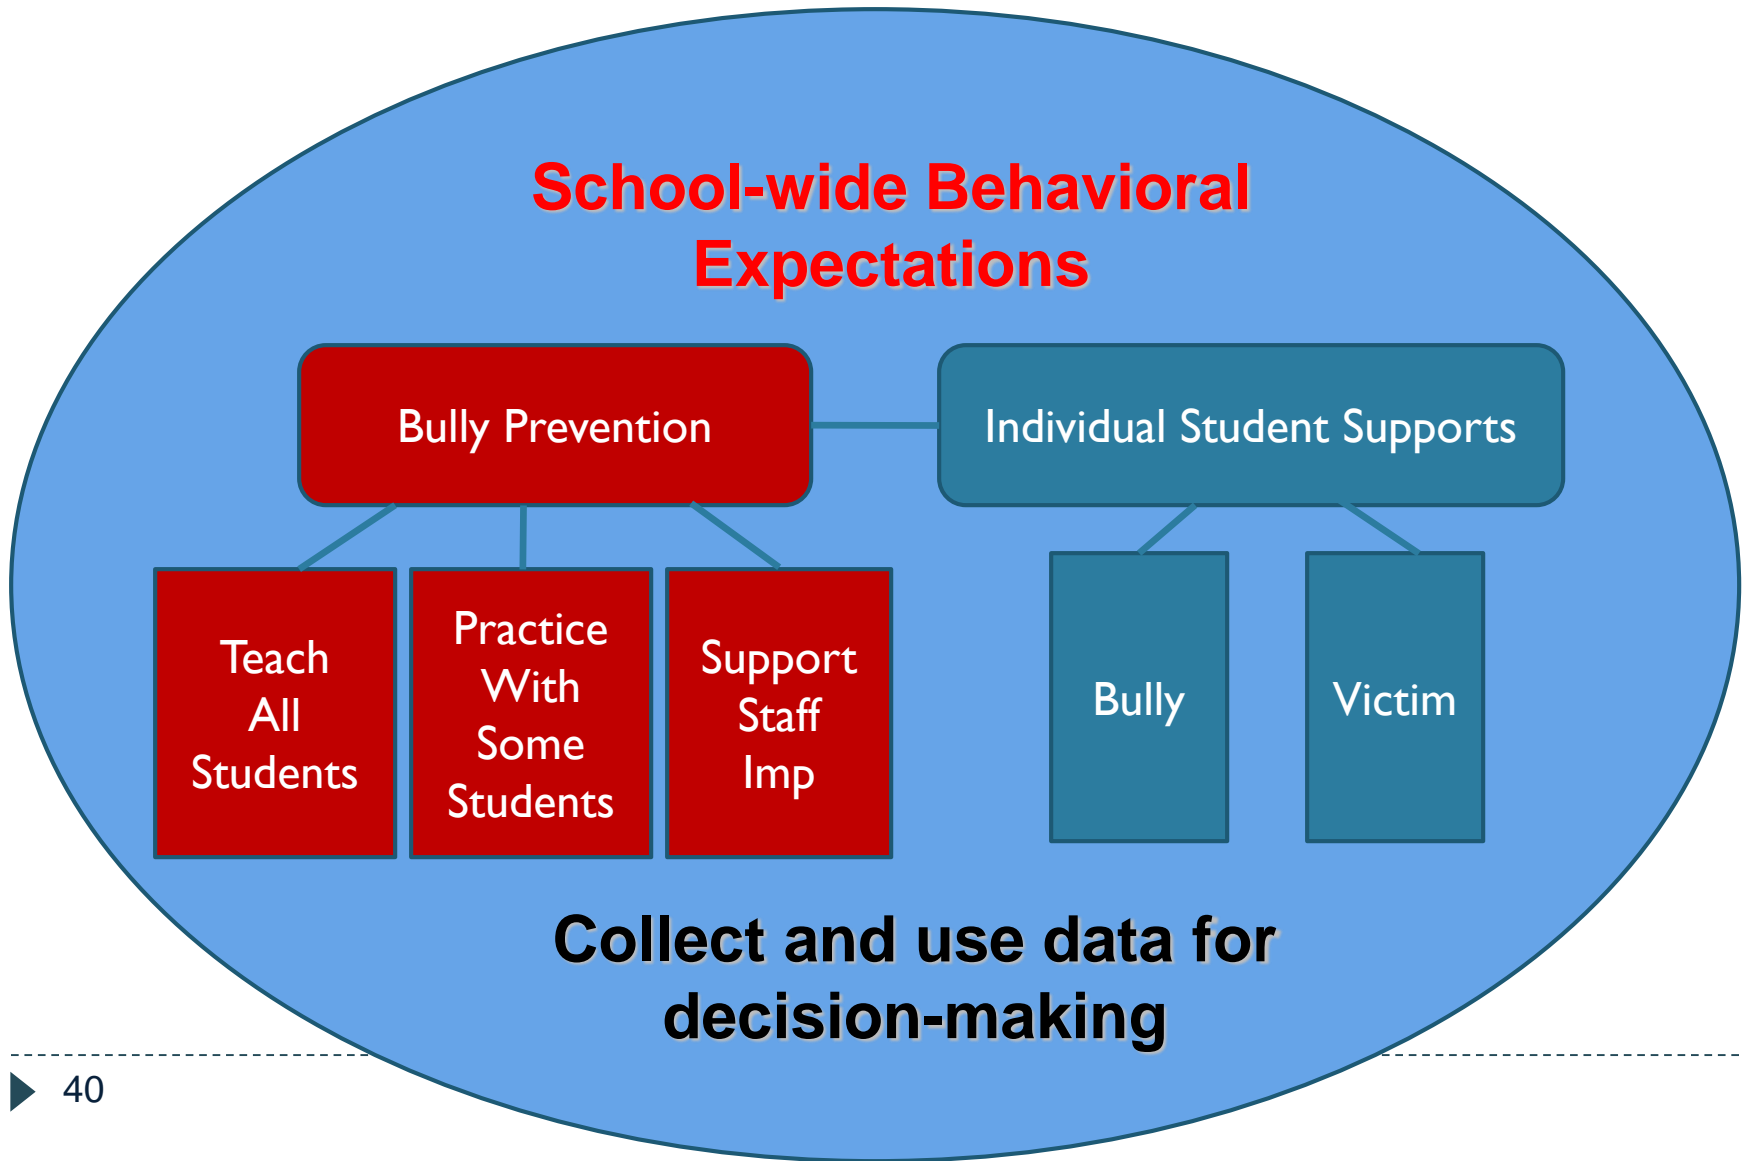 School-wide Behavioral
Expectations
Bully Prevention
Individual Student Supports
Teach
All
Students
Practice
With
Some
Students
Support
Staff
Imp
Bully
Victim
Collect and use data for
decision-making
40